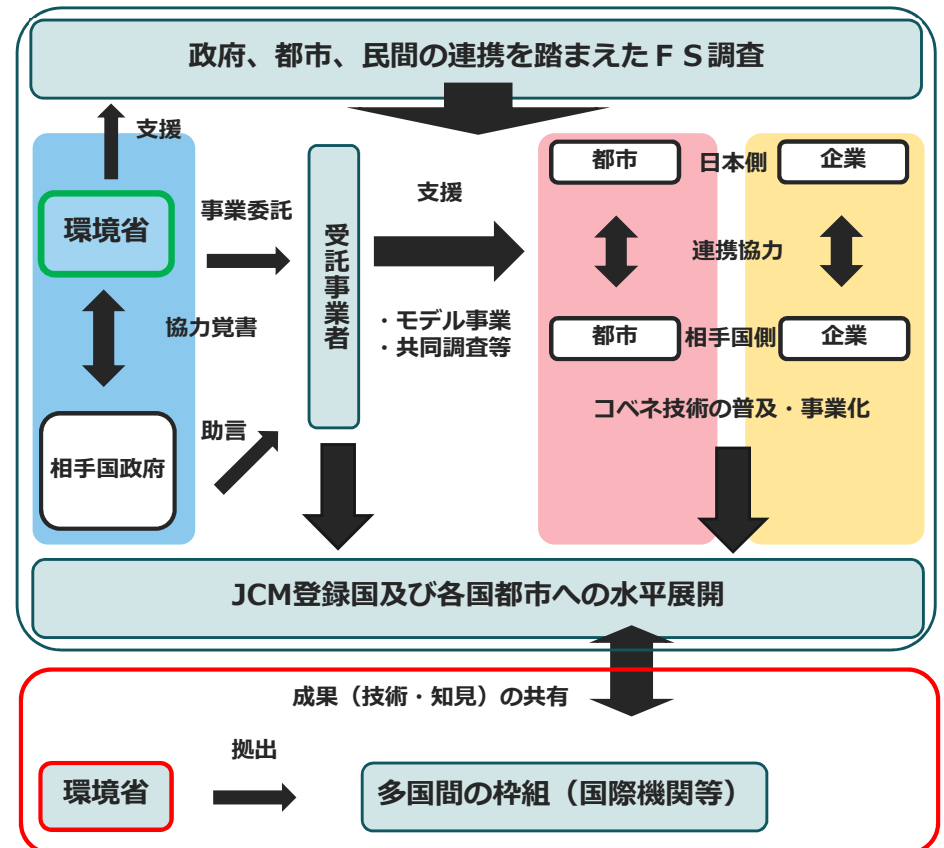 政府、都市、民間の連携を踏まえたＦＳ調査
支援
環境省
事業委託
協力覚書
相手国政府
助言
受託事業者
支援
・モデル事業
・共同調査等
都市
日本側
企業
連携協力
都市
相手国側
企業
コベネ技術の普及・事業化
JCM登録国及び各国都市への水平展開
成果（技術・知見）の共有
環境省
拠出
多国間の枠組（国際機関等）